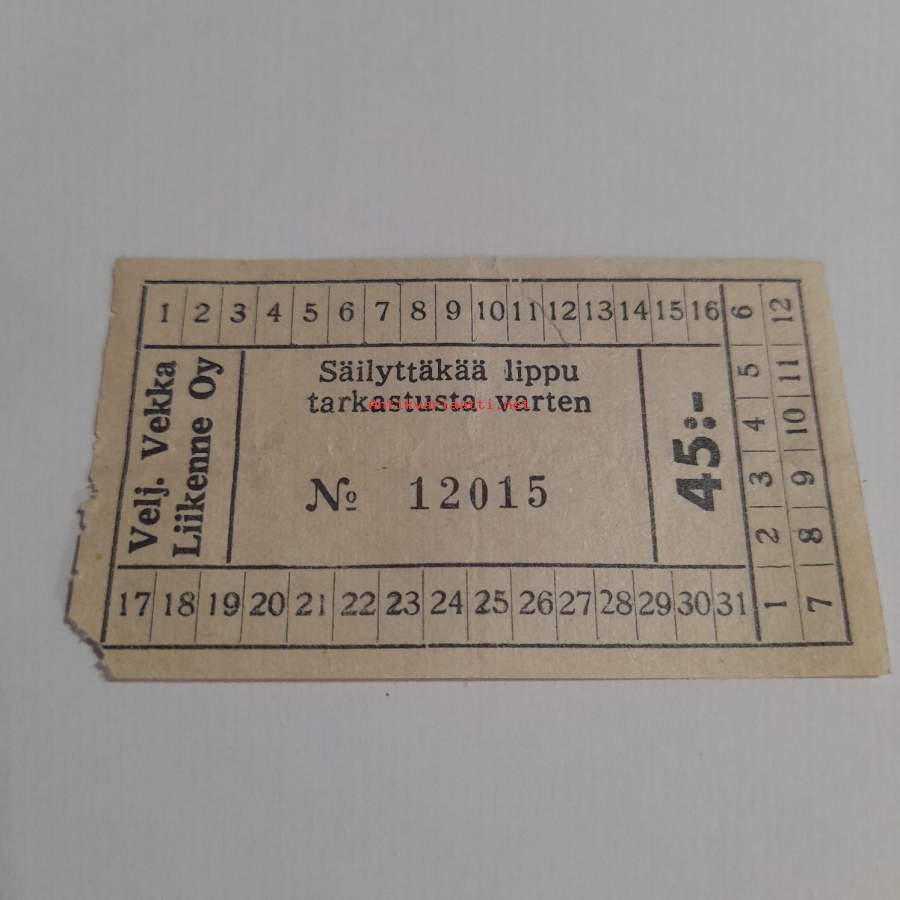 1 2 3 4 5 6 7 8 9 10 11 12 13 14 15 16
Velj. Vekka
Liikenne Oy
Säilyttäkää lippu
tarkastusta varten
Antikvariaatti.net
№ 12015
45:-
17 18 19 20 21 22 23 24 25 26 27 28 29 30 31
1 2 3 4 5 6
7 8 9 10 11 12